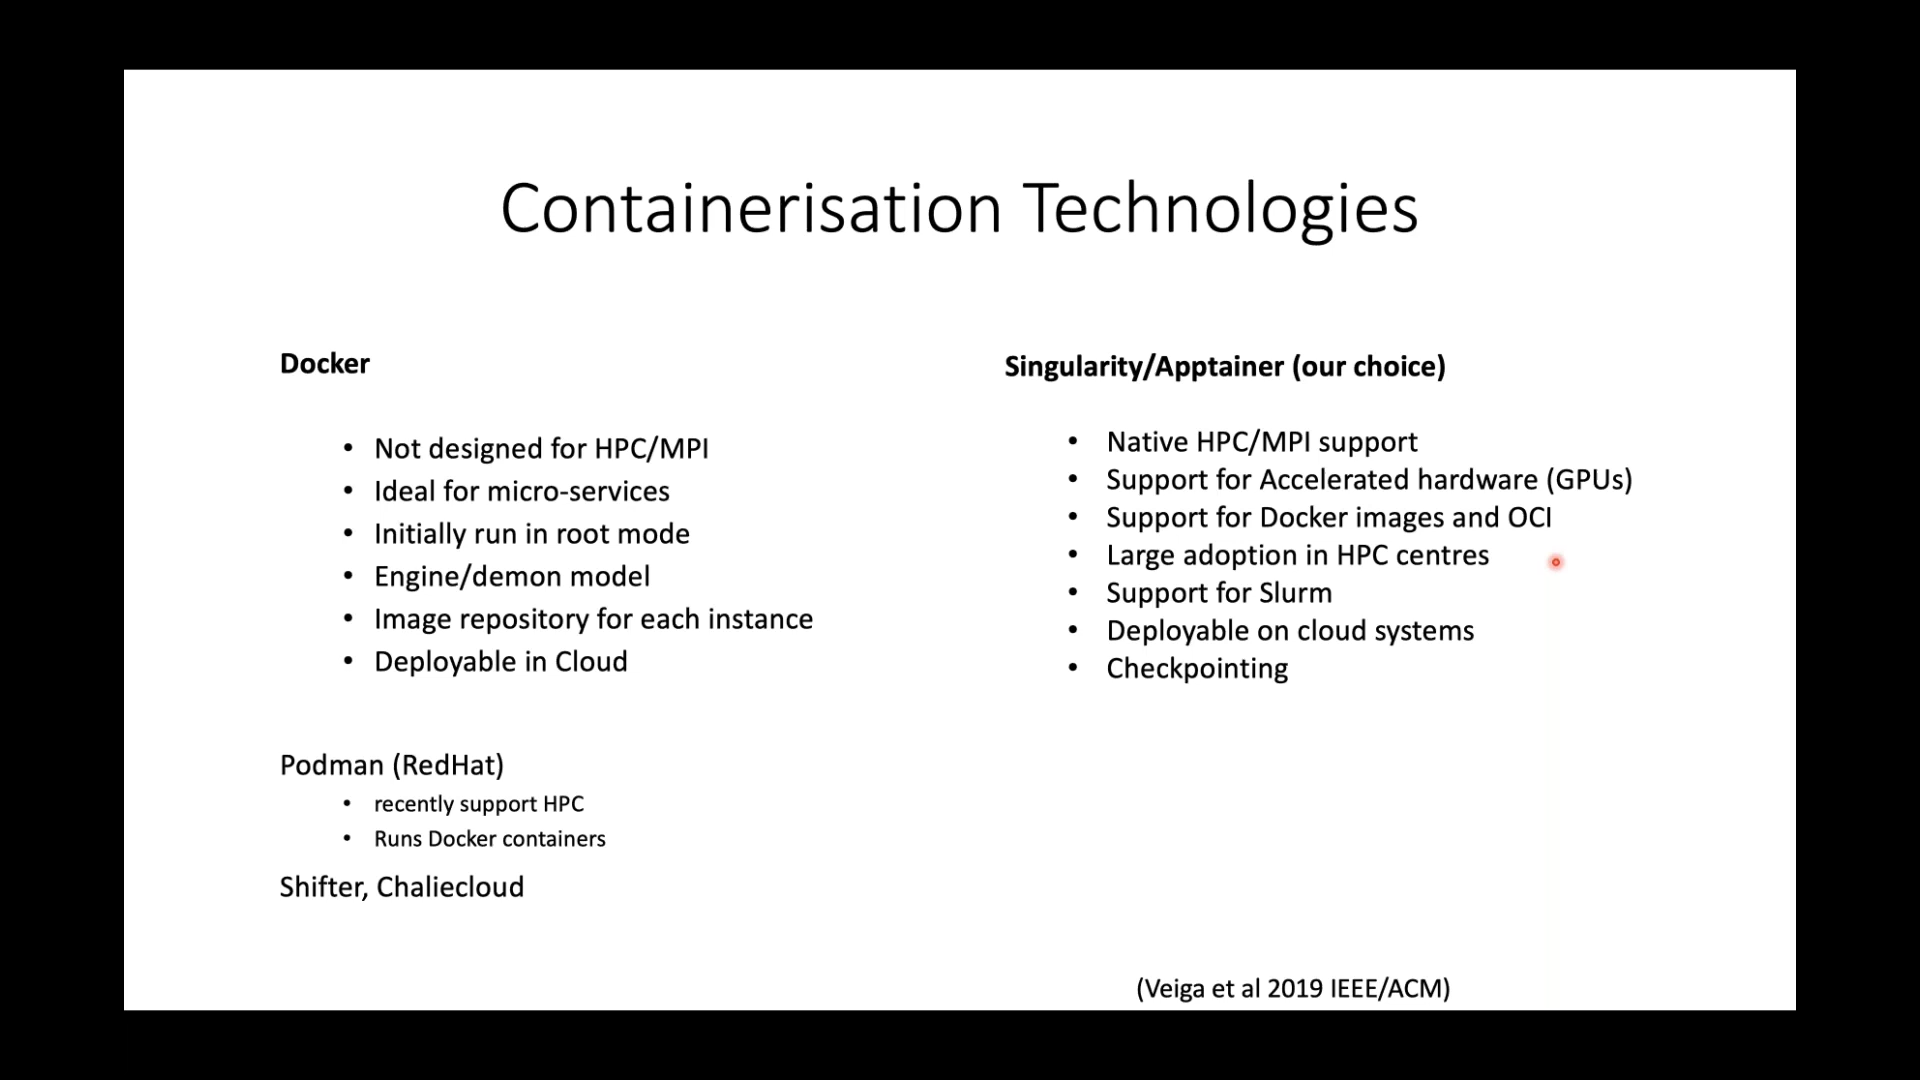 Containerisation Technologies
Docker
• Not designed for HPC/MPI
• Ideal for micro-services
• Initially run in root mode
• Engine/demon model
• Image repository for each instance
• Deployable in Cloud
Podman (RedHat)
• recently support HPC
• Runs Docker containers
Shifter, Chaliecloud
Singularity/Apptainer (our choice)
• Native HPC/MPI support
• Support for Accelerated hardware (GPUs)
• Support for Docker images and OCI
• Large adoption in HPC centres
• Support for Slurm
• Deployable on cloud systems
• Checkpointing
(Veiga et al 2019 IEEE/ACM)